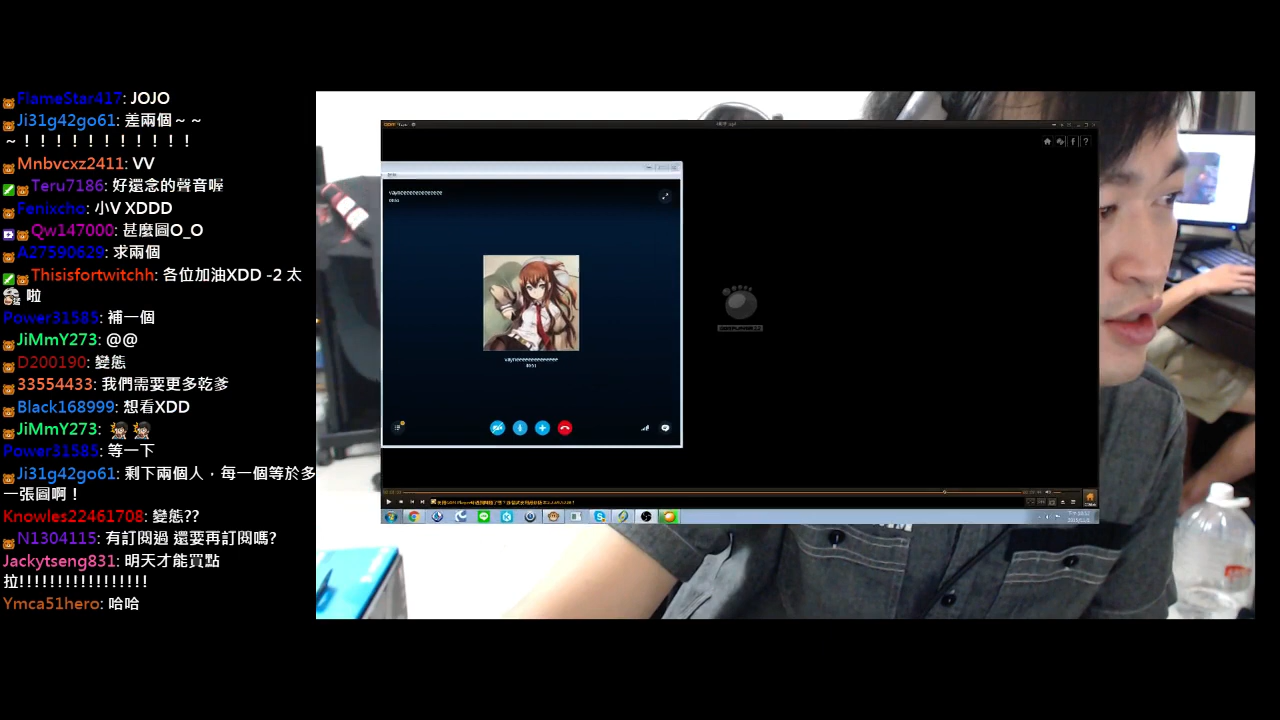 FlameStar417: JOJO
Ji31g42go61: 差兩個～～
～！！！！！！！！！！！
Mnbvcxz2411: VV
Teru7186: 好還念的聲音喔
Fenixcho: 小V XDDD
Qw147000: 甚麼圖O_O
A27590629: 求兩個
Thisisfortwitchh: 各位加油XDD -2 太
啦
Power31585: 補一個
JiMmY273: @@
D200190: 變態
33554433: 我們需要更多乾爹
Black168999: 想看XDD
JiMmY273:
Power31585: 等一下
Ji31g42go61: 剩下兩個人，每一個等於多
一張圖啊！
Knowles22461708: 變態??
N1304115: 有訂閱過 還要再訂閱嗎?
Jackytseng831: 明天才能買點
拉!!!!!!!!!!!!!!!!!
Ymca51hero: 哈哈